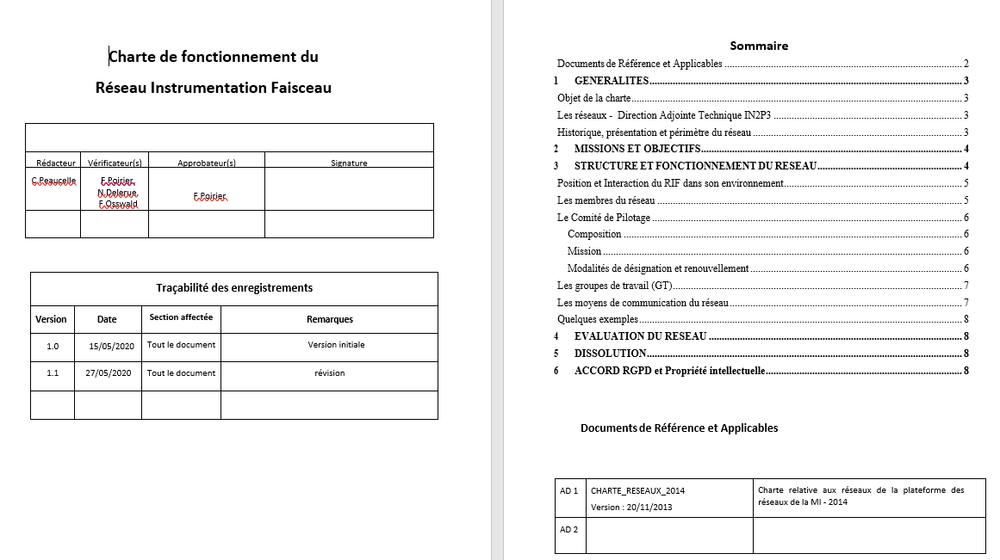 Charte de fonctionnement du
Réseau Instrumentation Faisceau
Rédacteur Vérificateur(s) Approbateur(s) Signature
C.Peaucelle F.Poirier, F.Poirier,
N.Delerue,
F.Osswald
Traçabilité des enregistrements
Version Date Section affectée Remarques
1.0 15/05/2020 Tout le document Version initiale
1.1 27/05/2020 Tout le document révision
Sommaire
Documents de Référence et Applicables 2
1 GENERALITES 3
Objet de la charte 3
Les réseaux - Direction Adjointe Technique IN2P3 3
Historique, présentation et périmètre du réseau 3
2 MISSIONS ET OBJECTIFS 4
3 STRUCTURE ET FONCTIONNEMENT DU RESEAU 4
Position et Interaction du RIF dans son environnement 5
Les membres du réseau 5
Le Comité de Pilotage 6
Composition 6
Mission 6
Modalités de désignation et renouvellement 6
Les groupes de travail (GT) 7
Les moyens de communication du réseau 7
Quelques exemples 8
4 EVALUATION DU RESEAU 8
5 DISSOLUTION 8
6 ACCORD RGPD et Propriété intellectuelle 8
Documents de Référence et Applicables
AD 1 CHARTE_RESEAUX_2014 Charte relative aux réseaux de la plateforme des
Version : 20/11/2013 réseaux de la MI - 2014
AD 2